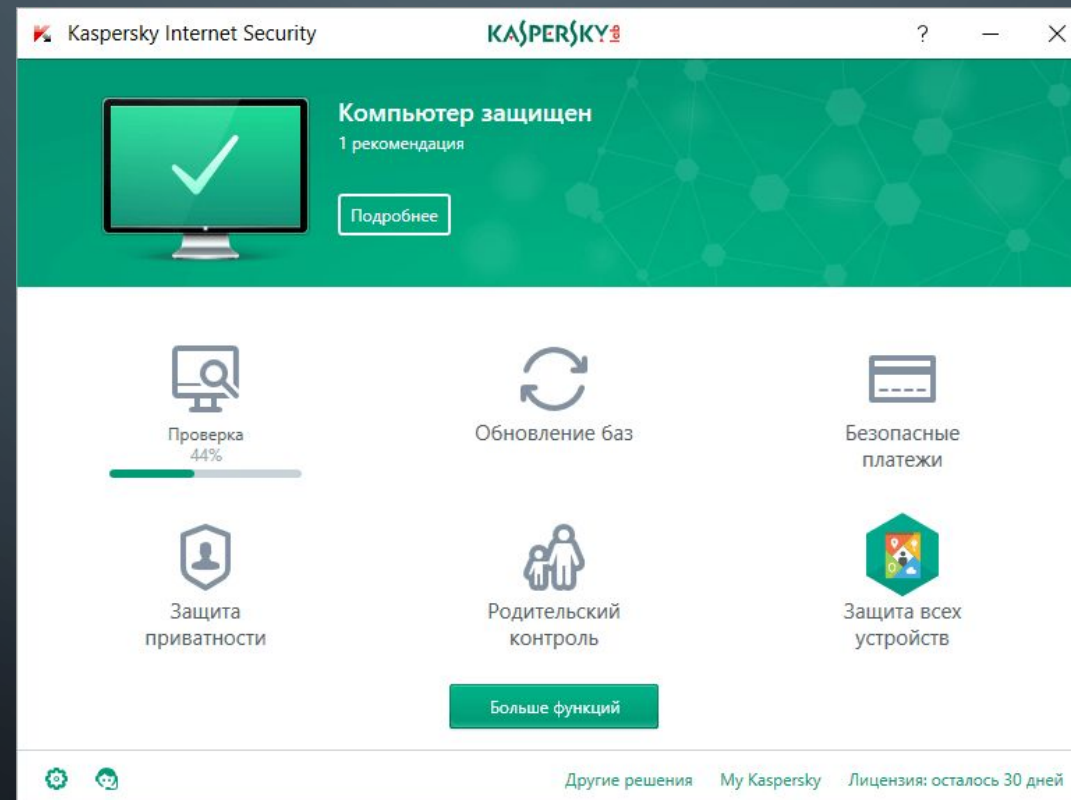 Kaspersky Internet Security
KASPERSKY lab
?
Компьютер защищен
1 рекомендация
Подробнее
Проверка
44%
Обновление баз
Безопасные
платежи
Защита
приватности
Родительский
контроль
Защита всех
устройств
Больше функций
Другие решения My Kaspersky Лицензия: осталось 30 дней